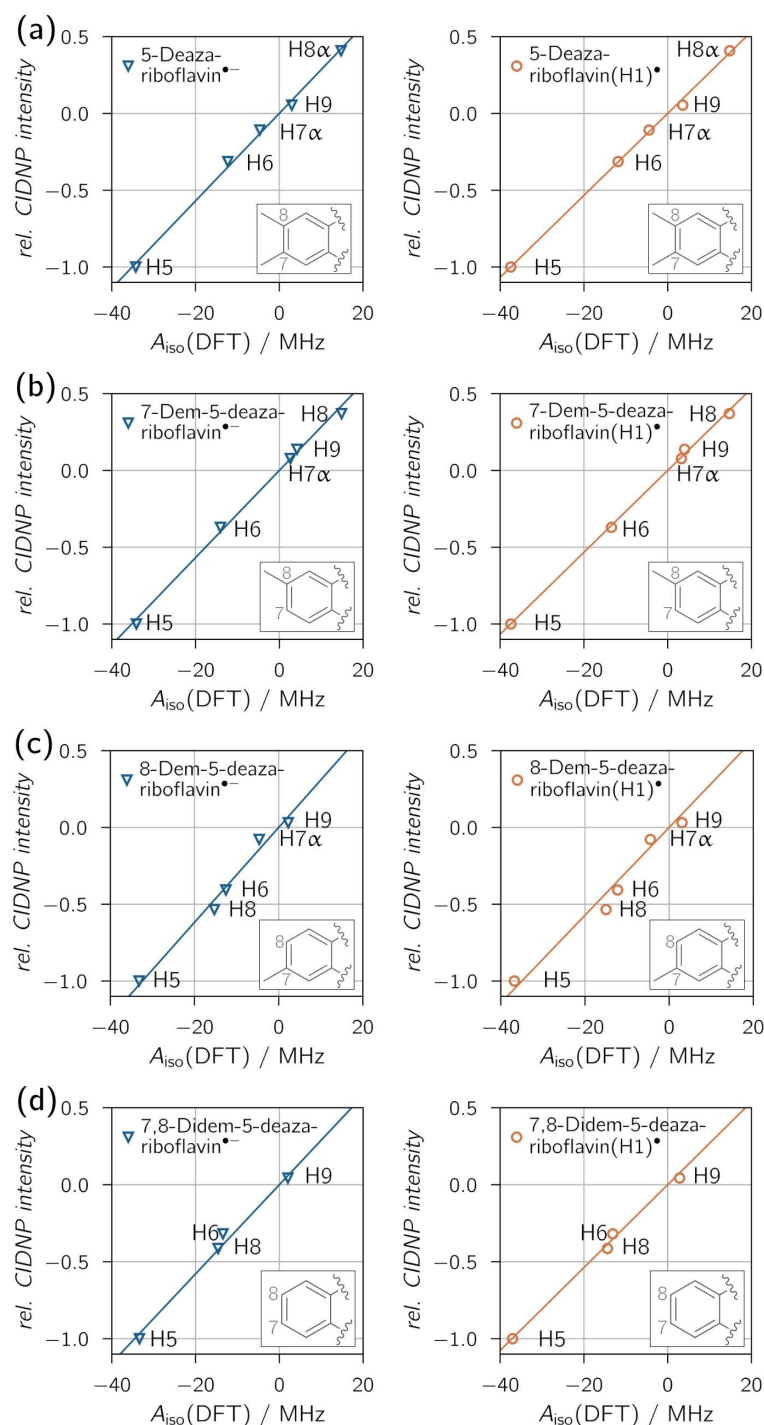 (a)
rel. CIDNP intensity
0.5
0.0
−0.5
−1.0
5-Deaza-
riboflavin•−
H8α
H9
H7α
H6
H5
8
7
−40 −20 0 20
Aiso(DFT) / MHz
rel. CIDNP intensity
0.5
0.0
−0.5
−1.0
5-Deaza-
riboflavin(H1)•
H8α
H9
H7α
H6
H5
8
7
−40 −20 0 20
Aiso(DFT) / MHz
(b)
rel. CIDNP intensity
0.5
0.0
−0.5
−1.0
7-Dem-5-deaza-
riboflavin•−
H8
H9
H7α
H6
H5
8
7
−40 −20 0 20
Aiso(DFT) / MHz
rel. CIDNP intensity
0.5
0.0
−0.5
−1.0
7-Dem-5-deaza-
riboflavin(H1)•
H8
H9
H7α
H6
H5
8
7
−40 −20 0 20
Aiso(DFT) / MHz
(c)
rel. CIDNP intensity
0.5
0.0
−0.5
−1.0
8-Dem-5-deaza-
riboflavin•−
H9
H7α
H6
H8
H5
8
7
−40 −20 0 20
Aiso(DFT) / MHz
rel. CIDNP intensity
0.5
0.0
−0.5
−1.0
8-Dem-5-deaza-
riboflavin(H1)•
H9
H7α
H6
H8
H5
8
7
−40 −20 0 20
Aiso(DFT) / MHz
(d)
rel. CIDNP intensity
0.5
0.0
−0.5
−1.0
7,8-Didem-5-deaza-
riboflavin•−
H9
H6
H8
H5
8
7
−40 −20 0 20
Aiso(DFT) / MHz
rel. CIDNP intensity
0.5
0.0
−0.5
−1.0
7,8-Didem-5-deaza-
riboflavin(H1)•
H9
H6
H8
H5
8
7
−40 −20 0 20
Aiso(DFT) / MHz